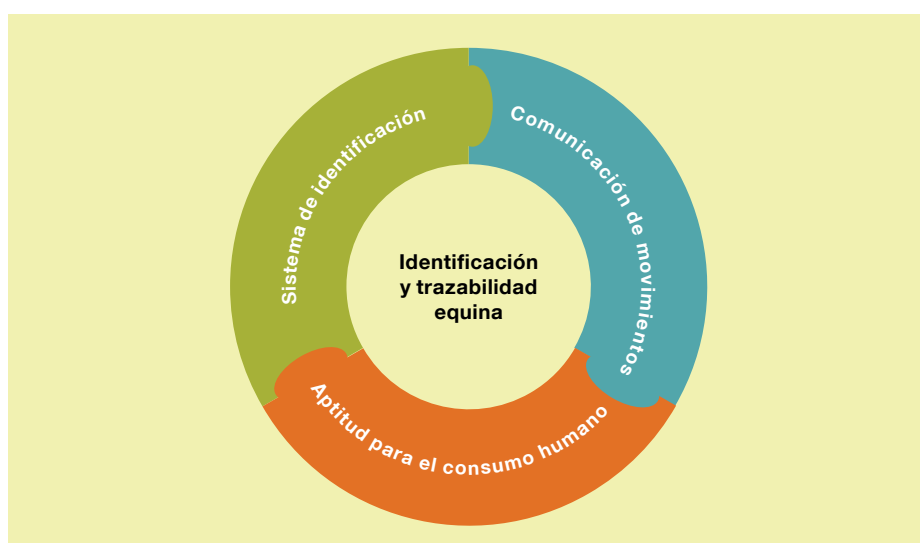 Sistema de identificación
Comunicación de movimientos
Identificación
y trazabilidad
equina
Aptitud para el consumo humano